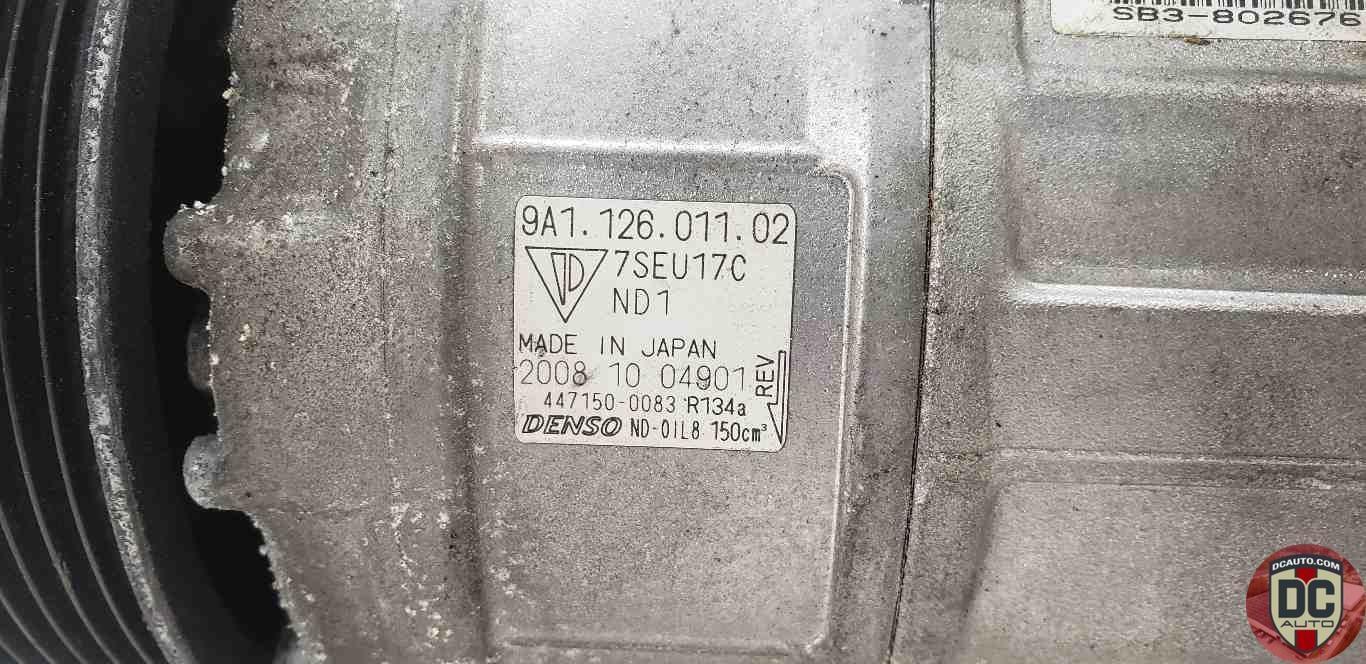 SB3-802676
9A1.126.011.02
7SEU17C
ND1
MADE IN JAPAN
2008 10 04901
REV
447150-0083 R134a
DENSO ND-OIL8 150cm³
DCAUTO.COM
DC
AUTO